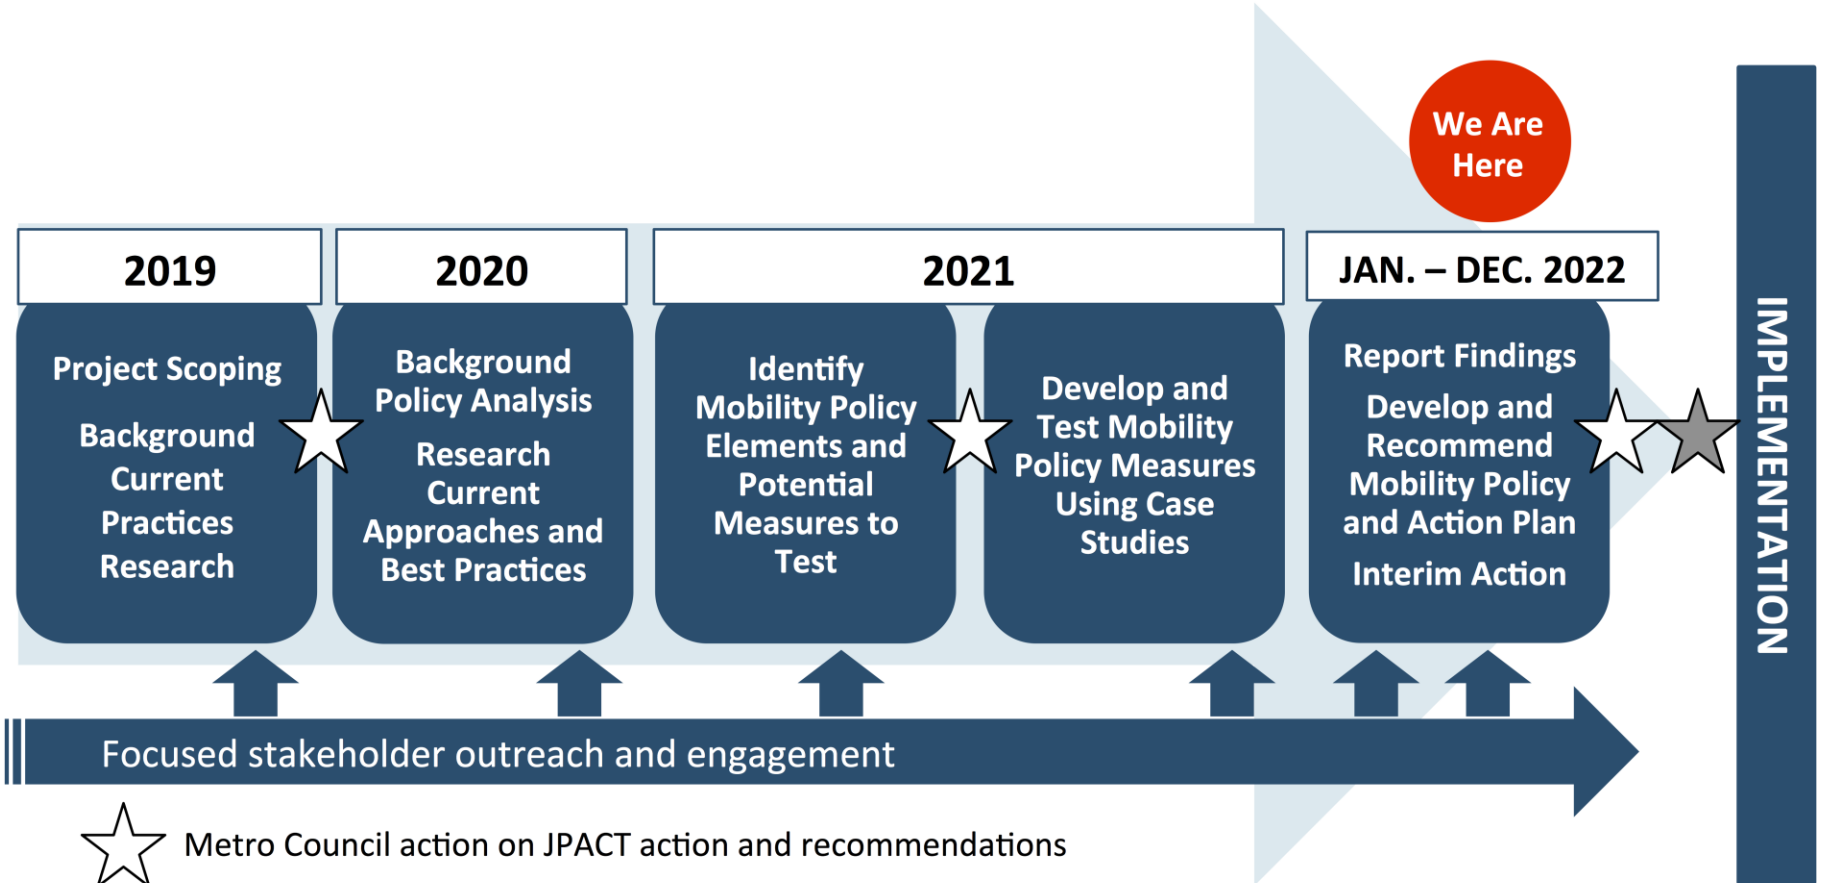 We Are
Here
2019
2020
2021
JAN. – DEC. 2022
Project Scoping
Background
Current
Practices
Research
Background
Policy Analysis
Research
Current
Approaches and
Best Practices
Identify
Mobility Policy
Elements and
Potential
Measures to
Test
Develop and
Test Mobility
Policy Measures
Using Case
Studies
Report Findings
Develop and
Recommend
Mobility Policy
and Action Plan
Interim Action
IMPLEMENTATION
Focused stakeholder outreach and engagement
Metro Council action on JPACT action and recommendations